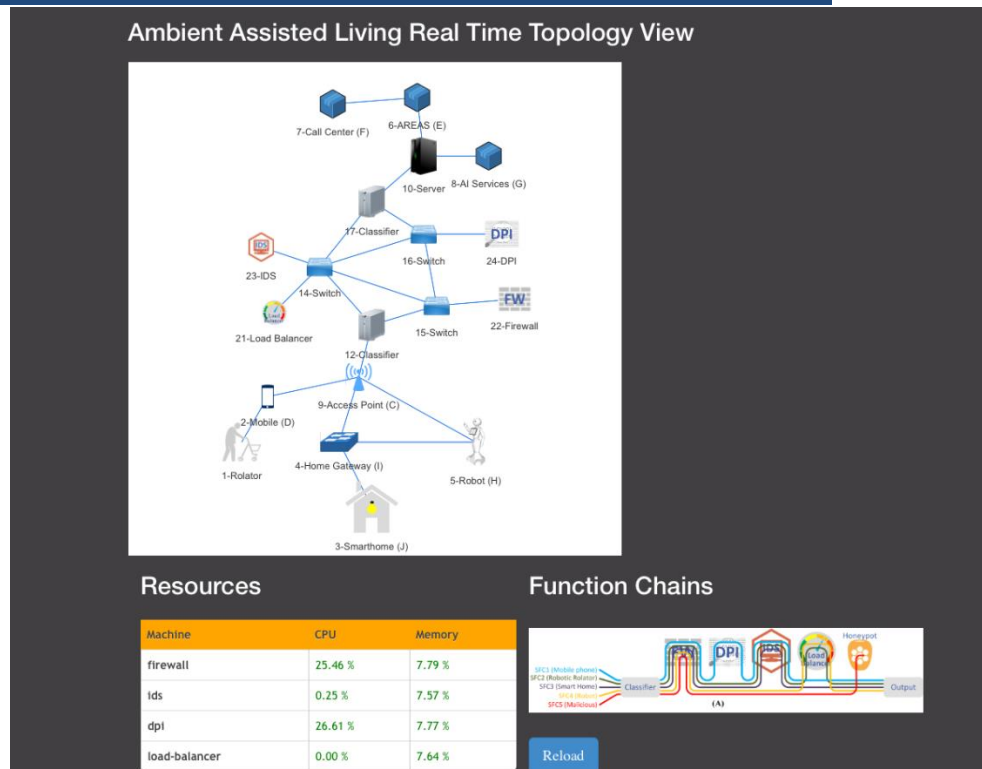 Ambient Assisted Living Real Time Topology View
7-Call Center (F)
6-AREAS (E)
10-Server
8-AI Services (G)
17-Classifier
IDS
16-Switch
DPI
24-DPI
23-IDS
14-Switch
FW
22-Firewall
15-Switch
21-Load Balancer
12-Classifier
9-Access Point (C)
2-Mobile (D)
1-Rolator
4-Home Gateway (I)
5-Robot (H)
3-Smarthome (J)
Resources
Machine CPU Memory
firewall 25.46 % 7.79 %
ids 0.25 % 7.57 %
dpi 26.61 % 7.77 %
load-balancer 0.00 % 7.64 %
Function Chains
Honeypot
FW DPI IDS Load Balance
SFC1 (Mobile phone)
SFC2 (Robotic Rolator)
SFC3 (Smart Home)
SFC4 (Robot)
SFC5 (Malicious)
Classifier
Output
(A)
Reload